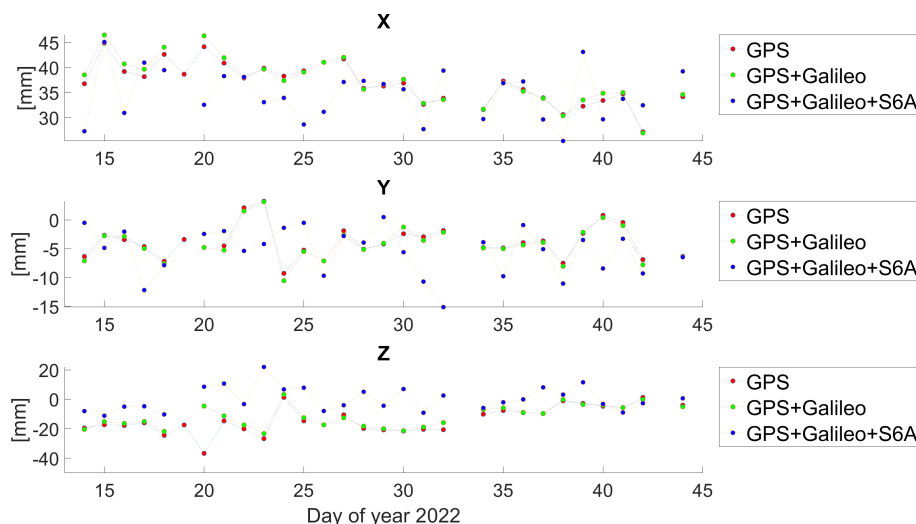 X
[mm]
45
40
35
30
15 20 25 30 35 40 45
GPS
GPS+Galileo
GPS+Galileo+S6A
Y
[mm]
0
-5
-10
-15
15 20 25 30 35 40 45
GPS
GPS+Galileo
GPS+Galileo+S6A
Z
[mm]
20
0
-20
-40
15 20 25 30 35 40 45
Day of year 2022
GPS
GPS+Galileo
GPS+Galileo+S6A